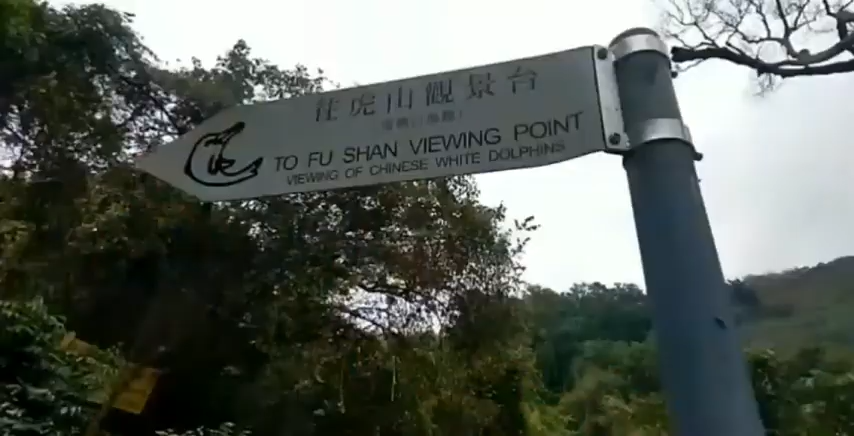 往虎山觀景台
TO FU SHAN VIEWING POINT
VIEWING OF CHINESE WHITE DOLPHINS